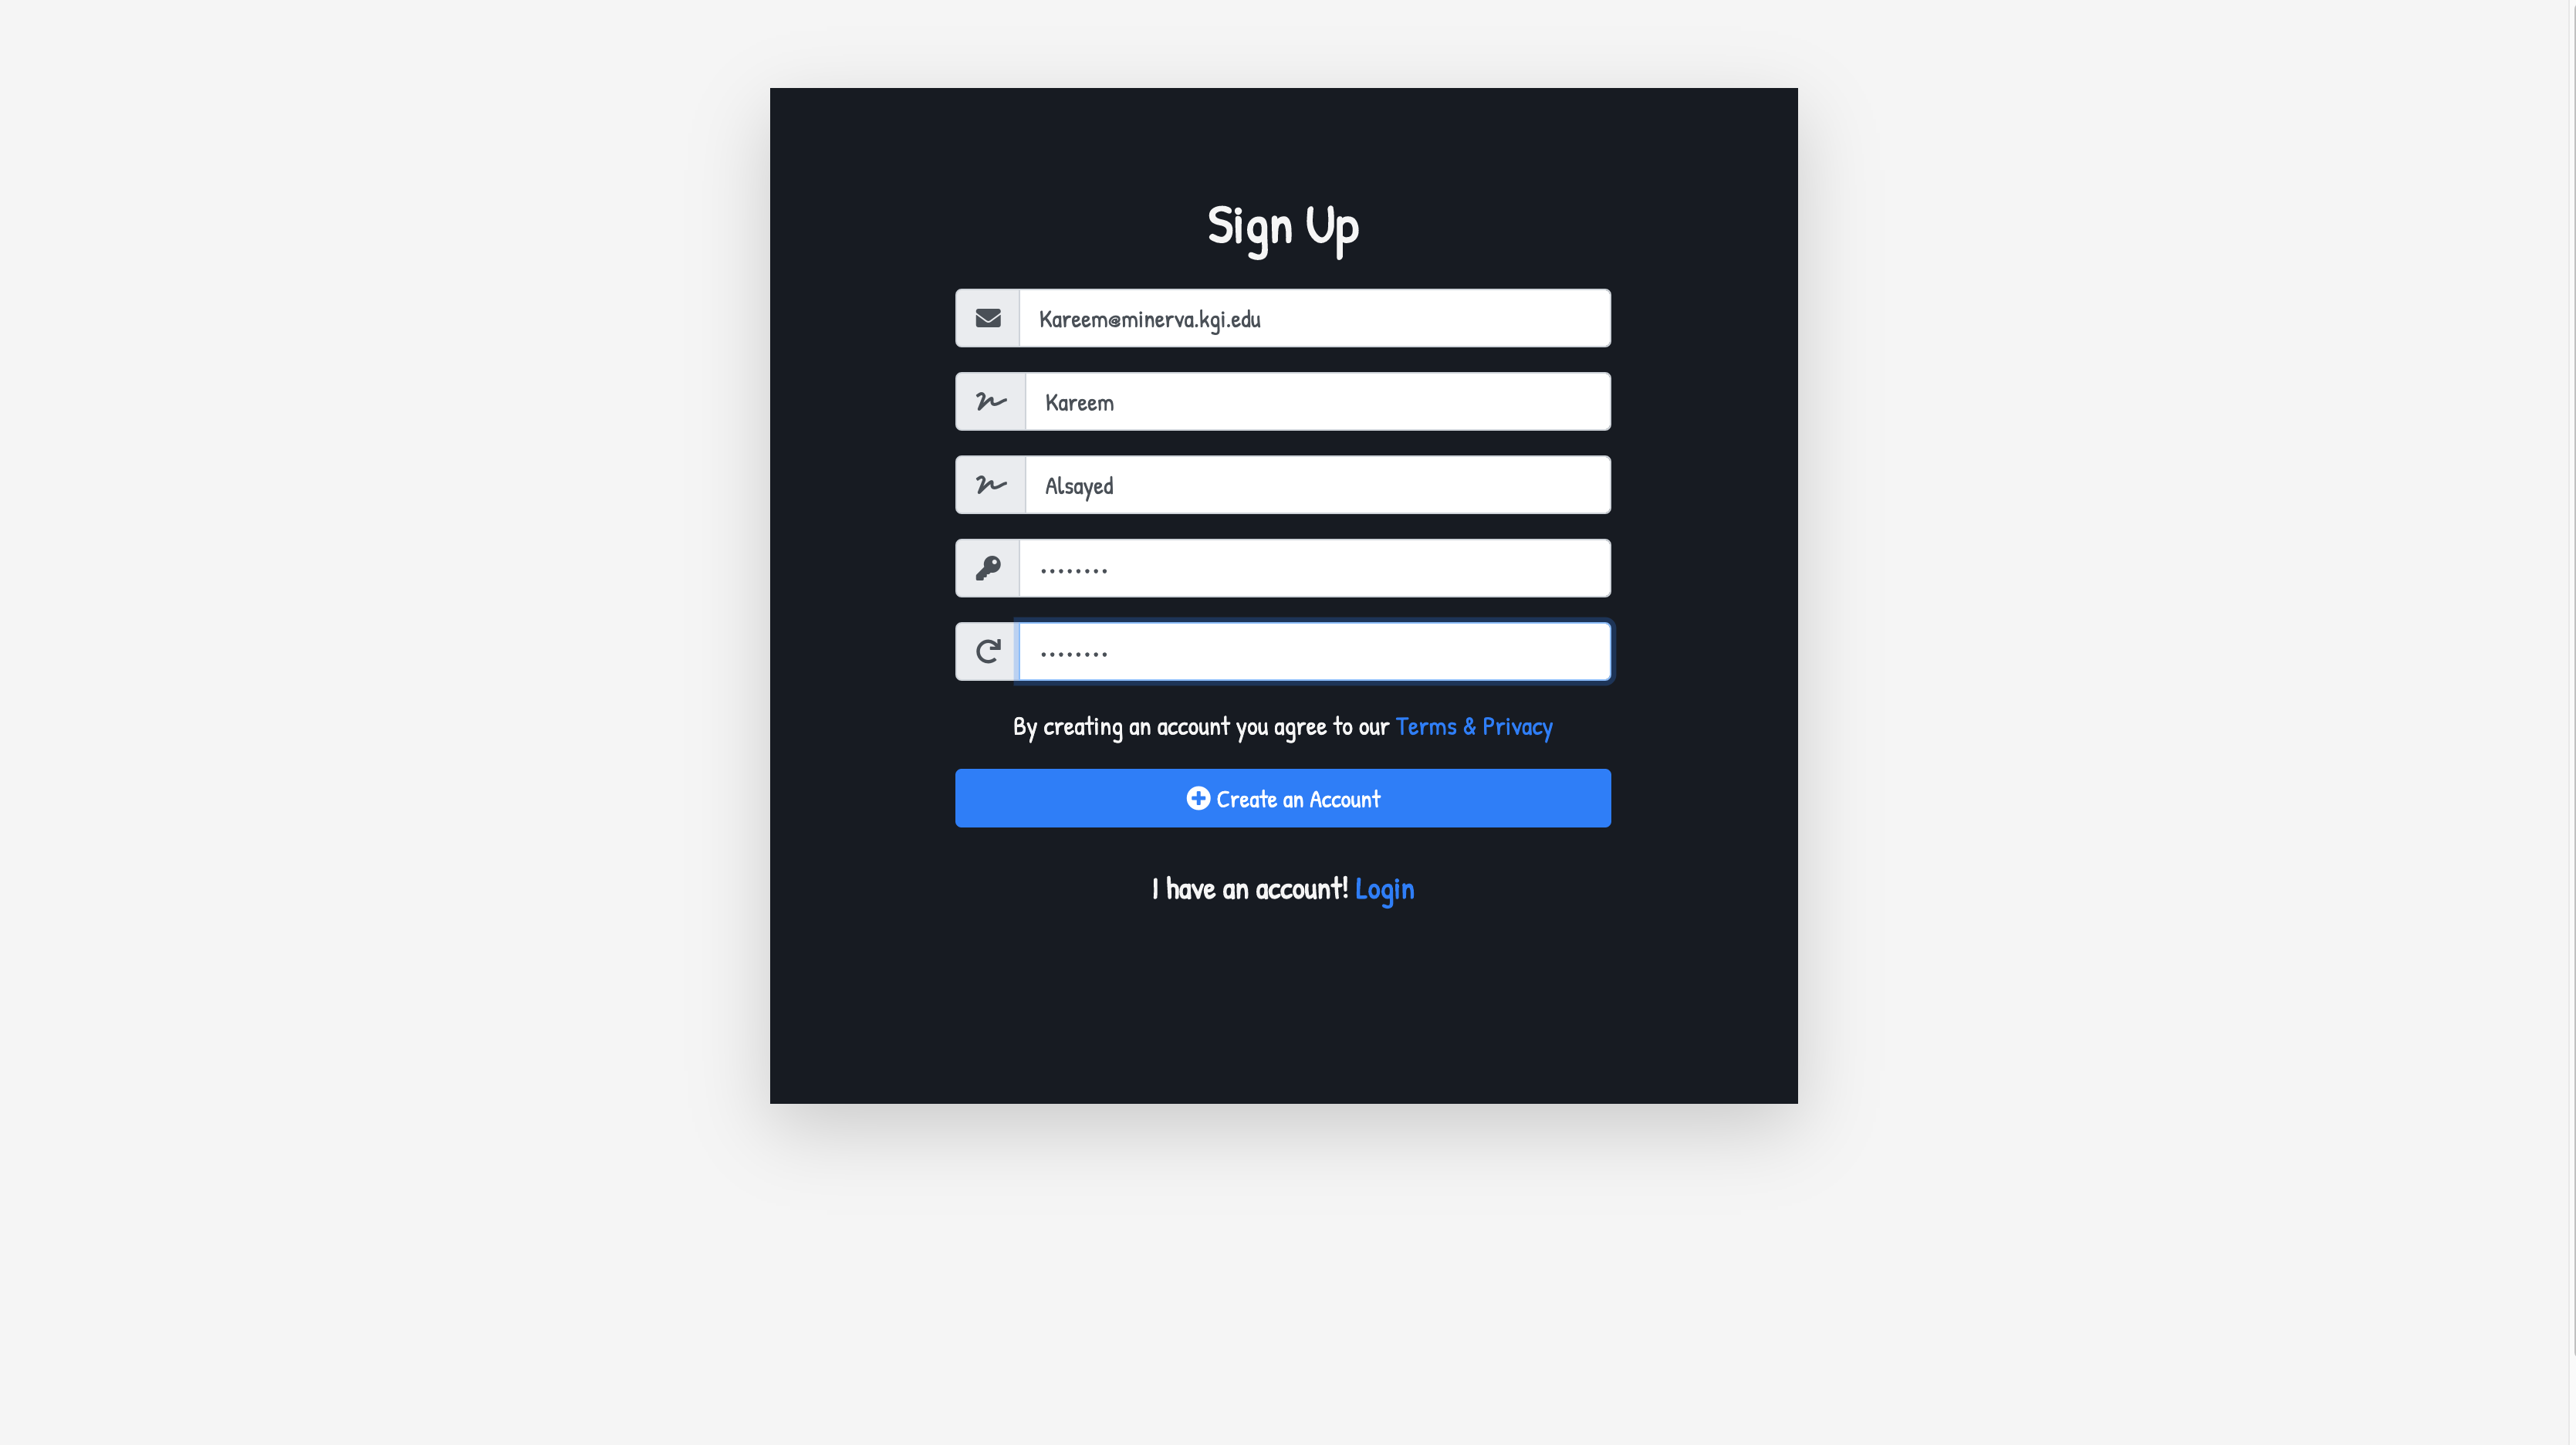 Sign Up
Kareem@minerva.kgi.edu
Kareem
Alsayed
••••••••
••••••••
By creating an account you agree to our Terms & Privacy
Create an Account
I have an account! Login